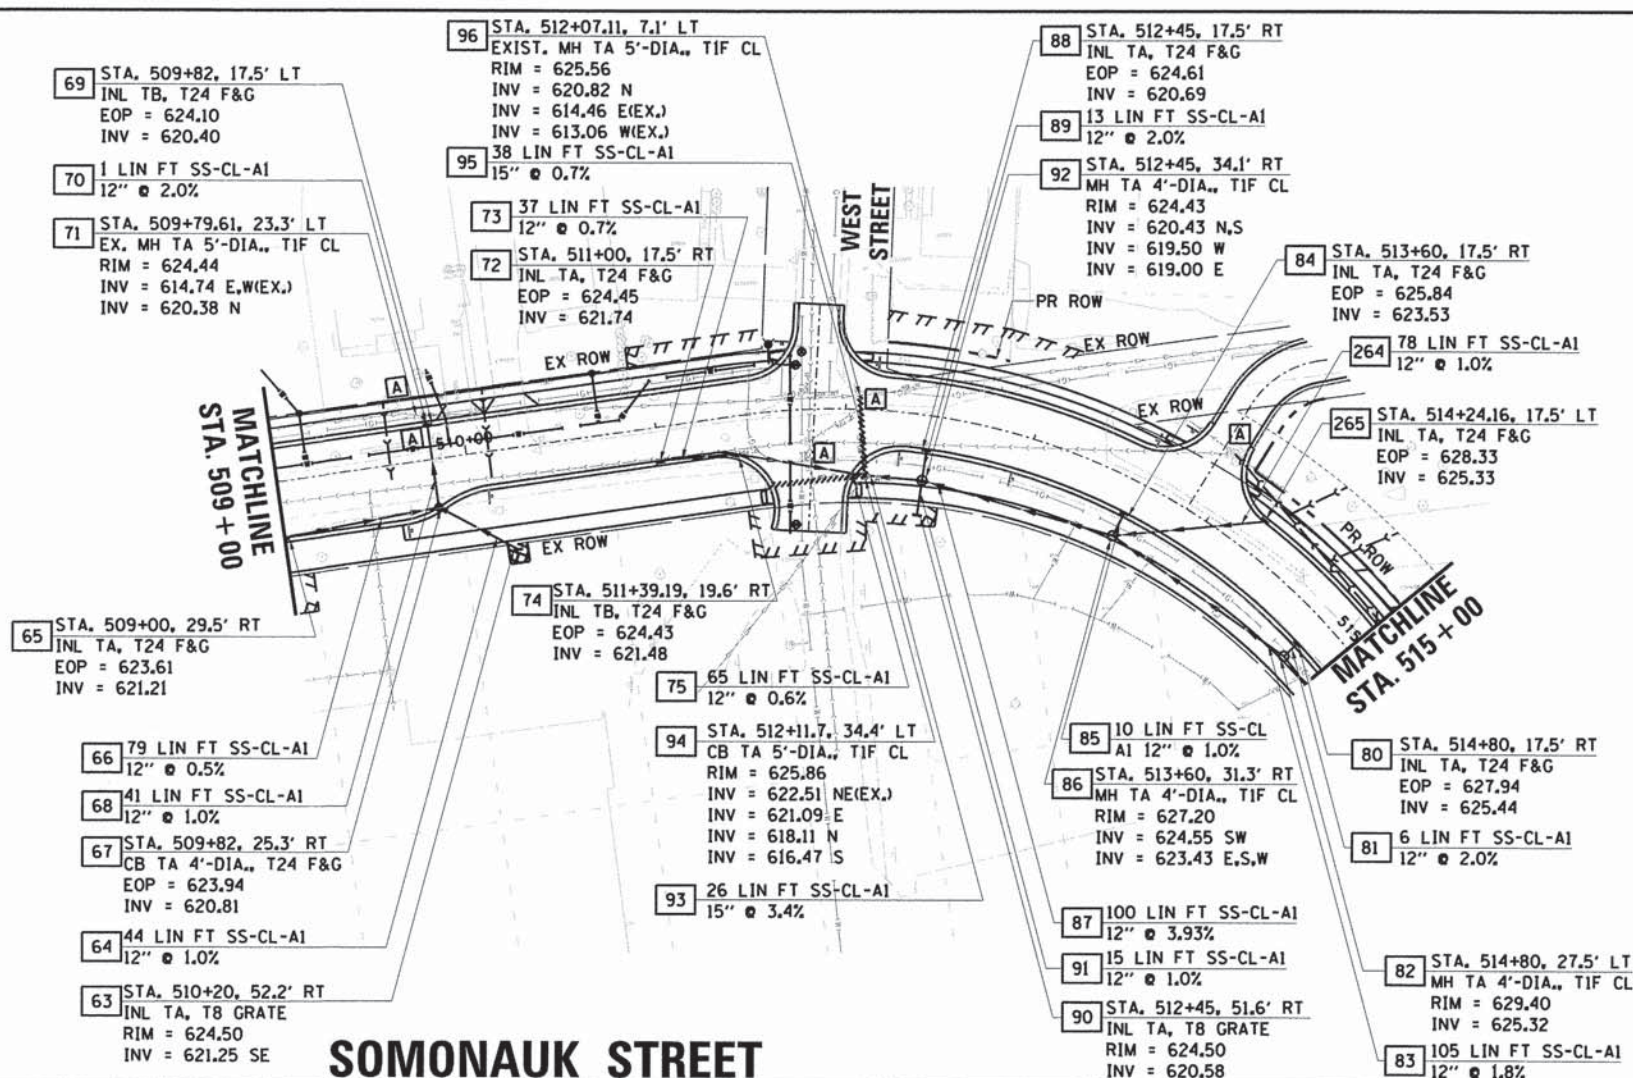 69
STA. 509+82, 17.5' LT
INL TB, T24 F&G
EOP = 624.10
INV = 620.40
70
1 LIN FT SS-CL-A1
12" @ 2.0%
71
STA. 509+79.61, 23.3' LT
EX. MH TA 5'-DIA., T1F CL
RIM = 624.44
INV = 614.74 E,W(EX.)
INV = 620.38 N
96
STA. 512+07.11, 7.1' LT
EXIST. MH TA 5'-DIA., T1F CL
RIM = 625.56
INV = 620.82 N
INV = 614.46 E(EX.)
INV = 613.06 W(EX.)
95
38 LIN FT SS-CL-A1
15" @ 0.7%
73
37 LIN FT SS-CL-A1
12" @ 0.7%
72
STA. 511+00, 17.5' RT
INL TA, T24 F&G
EOP = 624.45
INV = 621.74
WEST
STREET
88
STA. 512+45, 17.5' RT
INL TA, T24 F&G
EOP = 624.61
INV = 620.69
89
13 LIN FT SS-CL-A1
12" @ 2.0%
92
STA. 512+45, 34.1' RT
MH TA 4'-DIA., T1F CL
RIM = 624.43
INV = 620.43 N,S
INV = 619.50 W
INV = 619.00 E
84
STA. 513+60, 17.5' RT
INL TA, T24 F&G
EOP = 625.84
INV = 623.53
264
78 LIN FT SS-CL-A1
12" @ 1.0%
265
STA. 514+24.16, 17.5' LT
INL TA, T24 F&G
EOP = 628.33
INV = 625.33
PR ROW
EX ROW
EX ROW
EX ROW
EX ROW
PR ROW
A
A
A
A
A
510+00
515
MATCHLINE
STA. 509+00
MATCHLINE
STA. 515+00
65
STA. 509+00, 29.5' RT
INL TA, T24 F&G
EOP = 623.61
INV = 621.21
66
79 LIN FT SS-CL-A1
12" @ 0.5%
68
41 LIN FT SS-CL-A1
12" @ 1.0%
67
STA. 509+82, 25.3' RT
CB TA 4'-DIA., T24 F&G
EOP = 623.94
INV = 620.81
64
44 LIN FT SS-CL-A1
12" @ 1.0%
63
STA. 510+20, 52.2' RT
INL TA, T8 GRATE
RIM = 624.50
INV = 621.25 SE
74
STA. 511+39.19, 19.6' RT
INL TB, T24 F&G
EOP = 624.43
INV = 621.48
75
65 LIN FT SS-CL-A1
12" @ 0.6%
94
STA. 512+11.7, 34.4' LT
CB TA 5'-DIA., T1F CL
RIM = 625.86
INV = 622.51 NE(EX.)
INV = 621.09 E
INV = 618.11 N
INV = 616.47 S
93
26 LIN FT SS-CL-A1
15" @ 3.4%
85
10 LIN FT SS-CL
A1 12" @ 1.0%
86
STA. 513+60, 31.3' RT
MH TA 4'-DIA., T1F CL
RIM = 627.20
INV = 624.55 SW
INV = 623.43 E,S,W
87
100 LIN FT SS-CL-A1
12" @ 3.93%
91
15 LIN FT SS-CL-A1
12" @ 1.0%
90
STA. 512+45, 51.6' RT
INL TA, T8 GRATE
RIM = 624.50
INV = 620.58
80
STA. 514+80, 17.5' RT
INL TA, T24 F&G
EOP = 627.94
INV = 625.44
81
6 LIN FT SS-CL-A1
12" @ 2.0%
82
STA. 514+80, 27.5' LT
MH TA 4'-DIA., T1F CL
RIM = 629.40
INV = 625.32
83
105 LIN FT SS-CL-A1
12" @ 1.8%
SOMONAUK STREET